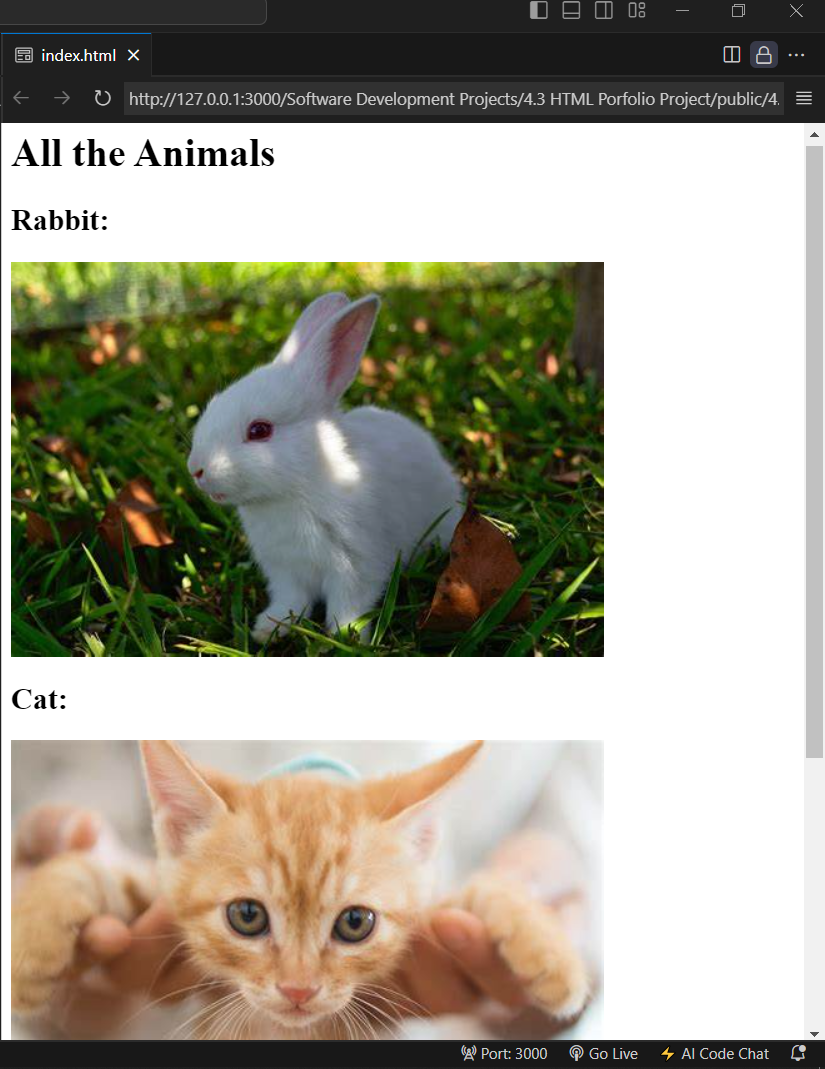 index.html
http://127.0.0.1:3000/Software Development Projects/4.3 HTML Porfolio Project/public/4.
All the Animals
Rabbit:
Cat:
Port: 3000 Go Live AI Code Chat